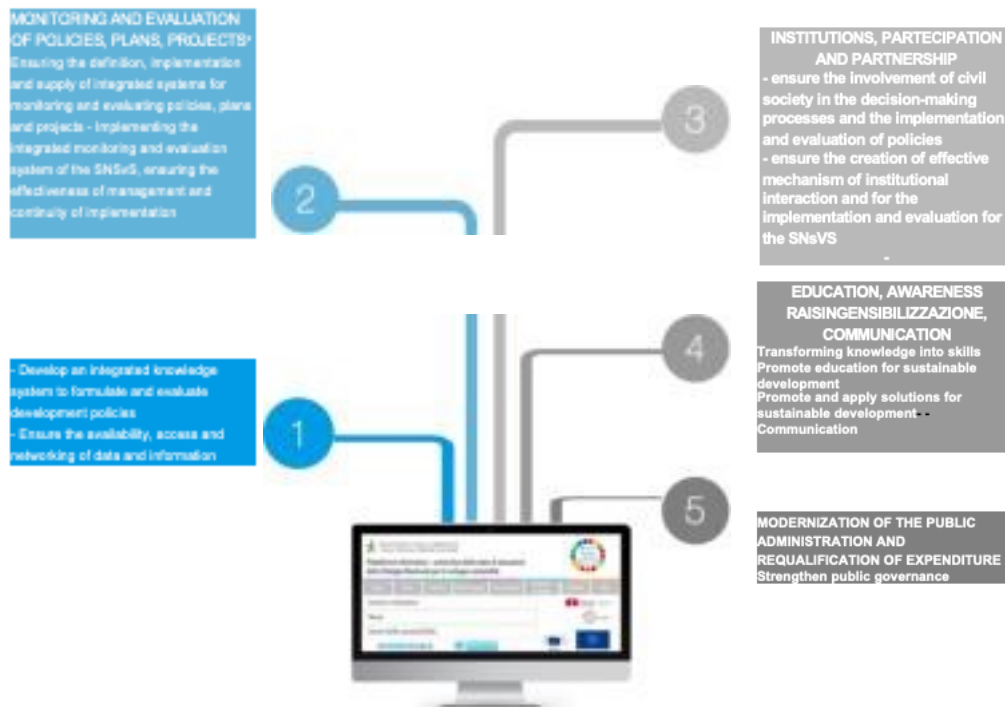 MONITORING AND EVALUATION
OF POLICIES, PLANS, PROJECTS
Ensuring the definition, implementation
and supply of integrated systems for
monitoring and evaluating policies, plans
and projects - Implementing the
integrated monitoring and evaluation
system of the SNSvS, ensuring the
effectiveness of management and
continuity of implementation
2
- Develop an integrated knowledge
system to formulate and evaluate
development policies
- Ensure the availability, access and
networking of data and information
1
INSTITUTIONS, PARTECIPATION
AND PARTNERSHIP
- ensure the involvement of civil
society in the decision-making
processes and the implementation
and evaluation of policies
- ensure the creation of effective
mechanism of institutional
interaction and for the
implementation and evaluation for
the SNsVS
-
3
EDUCATION, AWARENESS
RAISINGENSIBILIZZAZIONE,
COMMUNICATION
Transforming knowledge into skills
Promote education for sustainable
development
Promote and apply solutions for
sustainable development- -
Communication
4
MODERNIZATION OF THE PUBLIC
ADMINISTRATION AND
REQUALIFICATION OF EXPENDITURE
Strengthen public governance
5